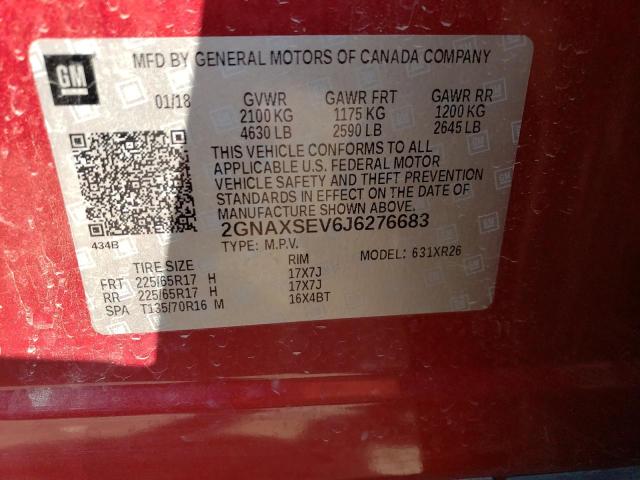 GM
MFD BY GENERAL MOTORS OF CANADA COMPANY
01/18 GVWR GAWR FRT GAWR RR
2100 KG 1175 KG 1200 KG
4630 LB 2590 LB 2645 LB
THIS VEHICLE CONFORMS TO ALL
APPLICABLE U.S. FEDERAL MOTOR
VEHICLE SAFETY AND THEFT PREVENTION
STANDARDS IN EFFECT ON THE DATE OF
MANUFACTURE SHOWN ABOVE.
434B 2GNAXSEV6J6276683
TYPE: M.P.V. MODEL: 631XR26
TIRE SIZE RIM
FRT 225/65R17 H 17X7J
RR 225/65R17 H 17X7J
SPA T135/70R16 M 16X4BT